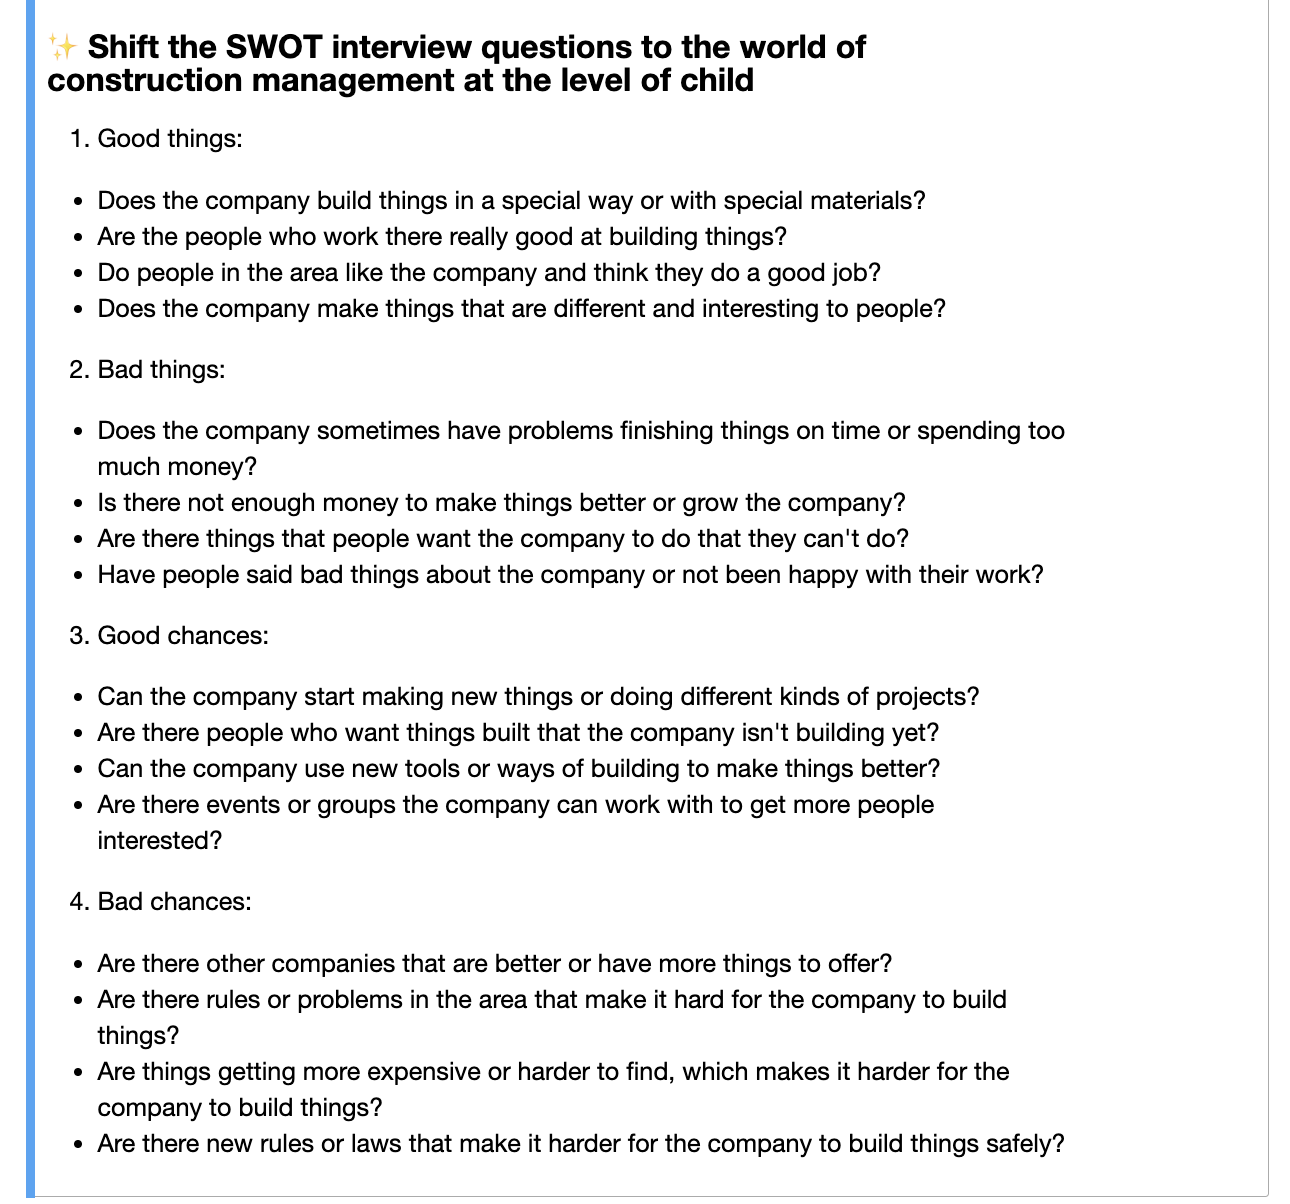 ✨ Shift the SWOT interview questions to the world of
construction management at the level of child
1. Good things:
• Does the company build things in a special way or with special materials?
• Are the people who work there really good at building things?
• Do people in the area like the company and think they do a good job?
• Does the company make things that are different and interesting to people?
2. Bad things:
• Does the company sometimes have problems finishing things on time or spending too
much money?
• Is there not enough money to make things better or grow the company?
• Are there things that people want the company to do that they can't do?
• Have people said bad things about the company or not been happy with their work?
3. Good chances:
• Can the company start making new things or doing different kinds of projects?
• Are there people who want things built that the company isn't building yet?
• Can the company use new tools or ways of building to make things better?
• Are there events or groups the company can work with to get more people
interested?
4. Bad chances:
• Are there other companies that are better or have more things to offer?
• Are there rules or problems in the area that make it hard for the company to build
things?
• Are things getting more expensive or harder to find, which makes it harder for the
company to build things?
• Are there new rules or laws that make it harder for the company to build things safely?